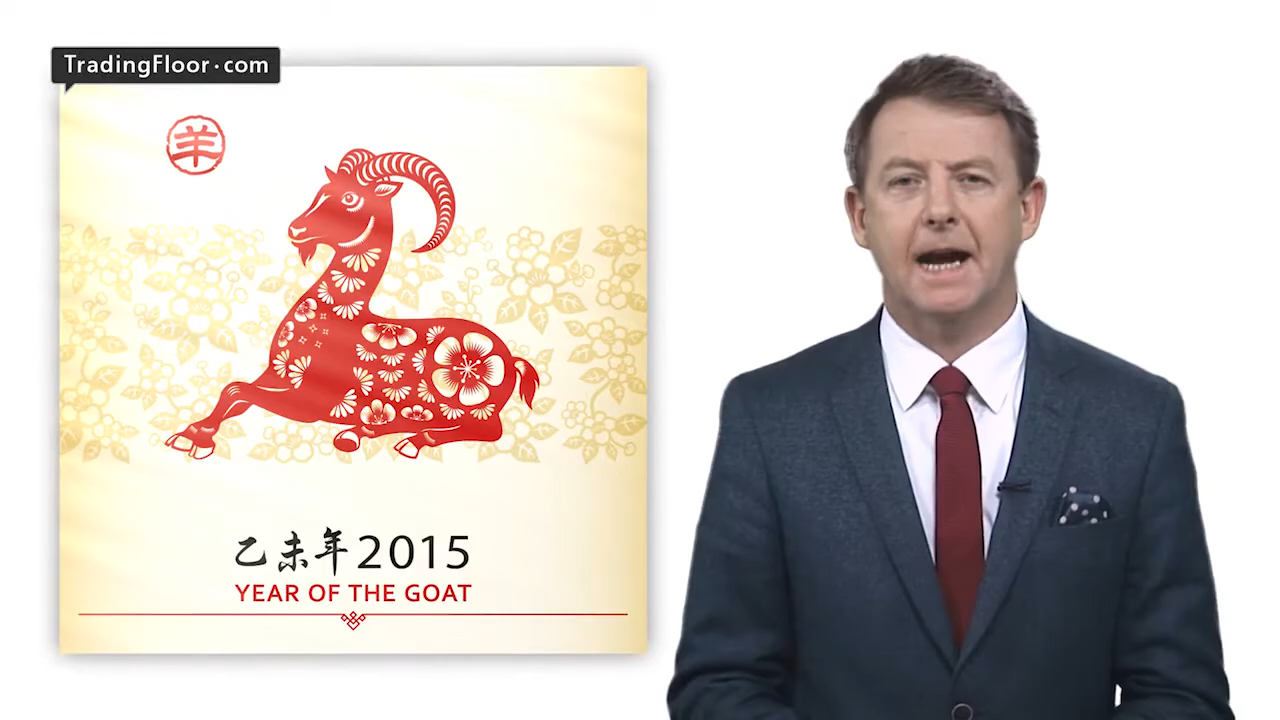 TradingFloor·com
羊
乙未年2015
YEAR OF THE GOAT